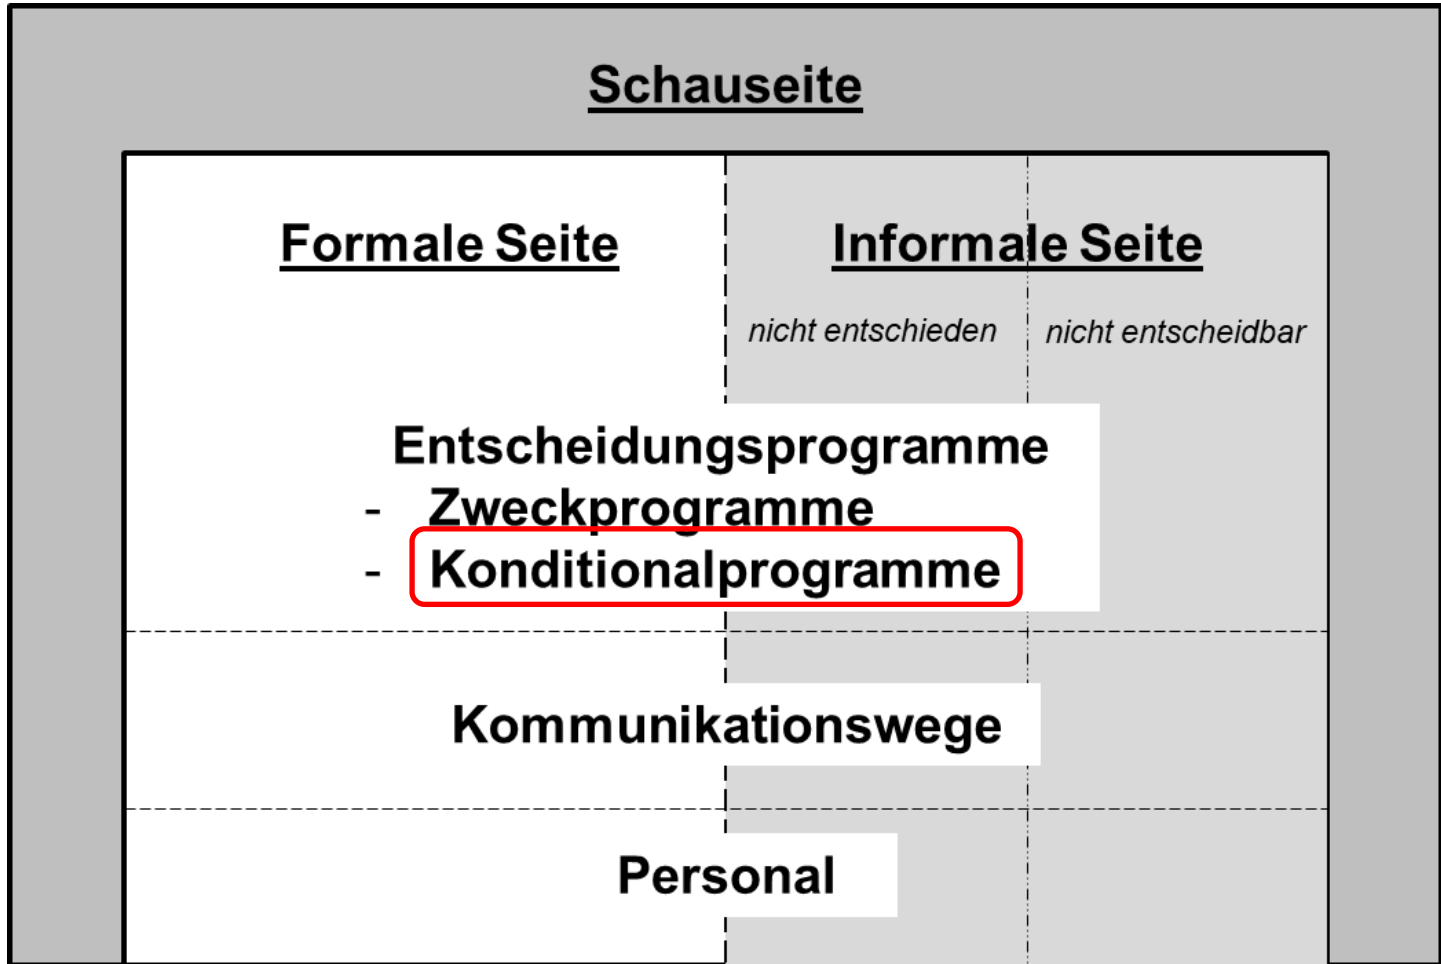 Schauseite
Formale Seite
Informale Seite
nicht entschieden
nicht entscheidbar
Entscheidungsprogramme
- Zweckprogramme
- Konditionalprogramme
Kommunikationswege
Personal